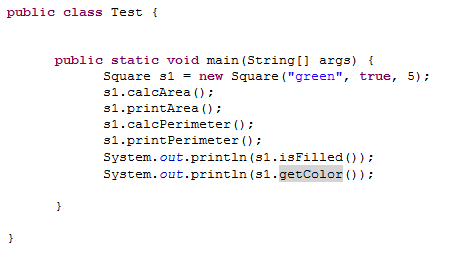 public class Test {
public static void main(String[] args) {
Square s1 = new Square("green", true, 5);
s1.calcArea();
s1.printArea();
s1.calcPerimeter();
s1.printPerimeter();
System.out.println(s1.isFilled());
System.out.println(s1.getColor());
}
}